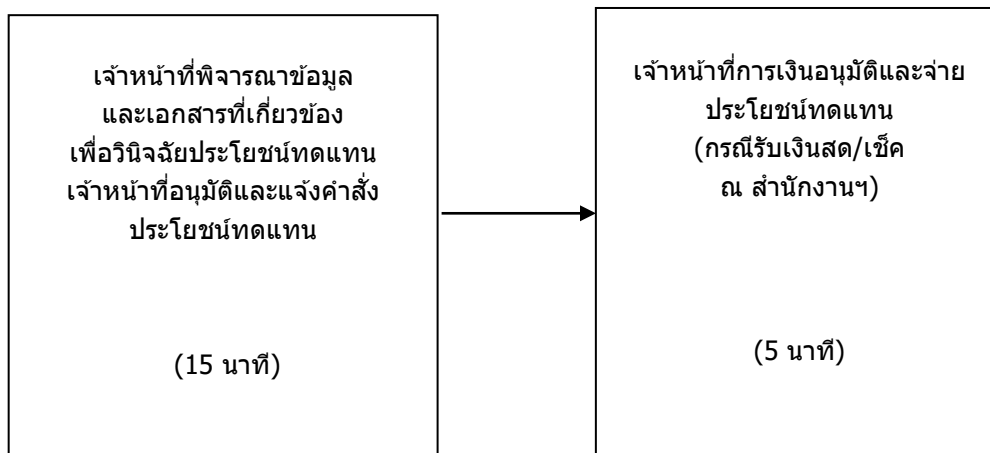 เจ้าหน้าที่พิจารณาข้อมูล
และเอกสารที่เกี่ยวข้อง
เพื่อวินิจฉัยประโยชน์ทดแทน
เจ้าหน้าที่อนุมัติและแจ้งคำสั่ง
ประโยชน์ทดแทน
(15 นาที)
เจ้าหน้าที่การเงินอนุมัติและจ่าย
ประโยชน์ทดแทน
(กรณีรับเงินสด/เช็ค
ณ สำนักงานฯ)
(5 นาที)